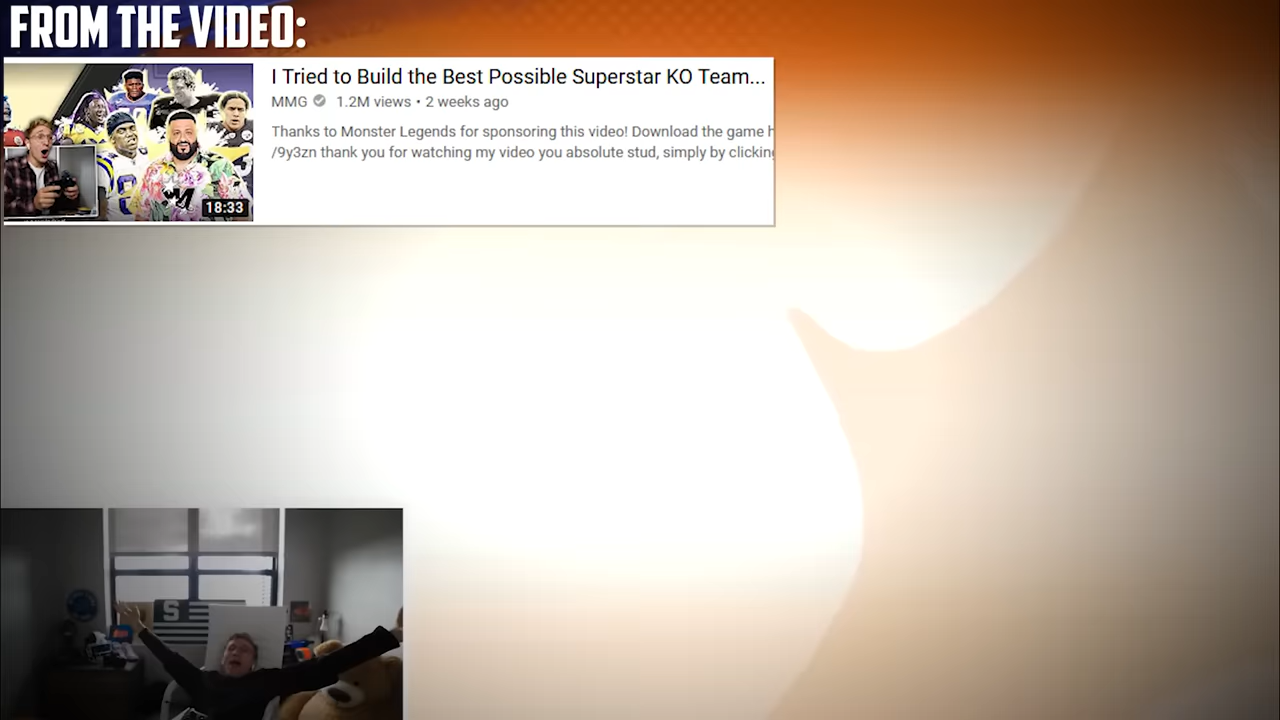 FROM THE VIDEO:
I Tried to Build the Best Possible Superstar KO Team...
MMG 1.2M views • 2 weeks ago
Thanks to Monster Legends for sponsoring this video! Download the game h
/9y3zn thank you for watching my video you absolute stud, simply by clicking
18:33
S